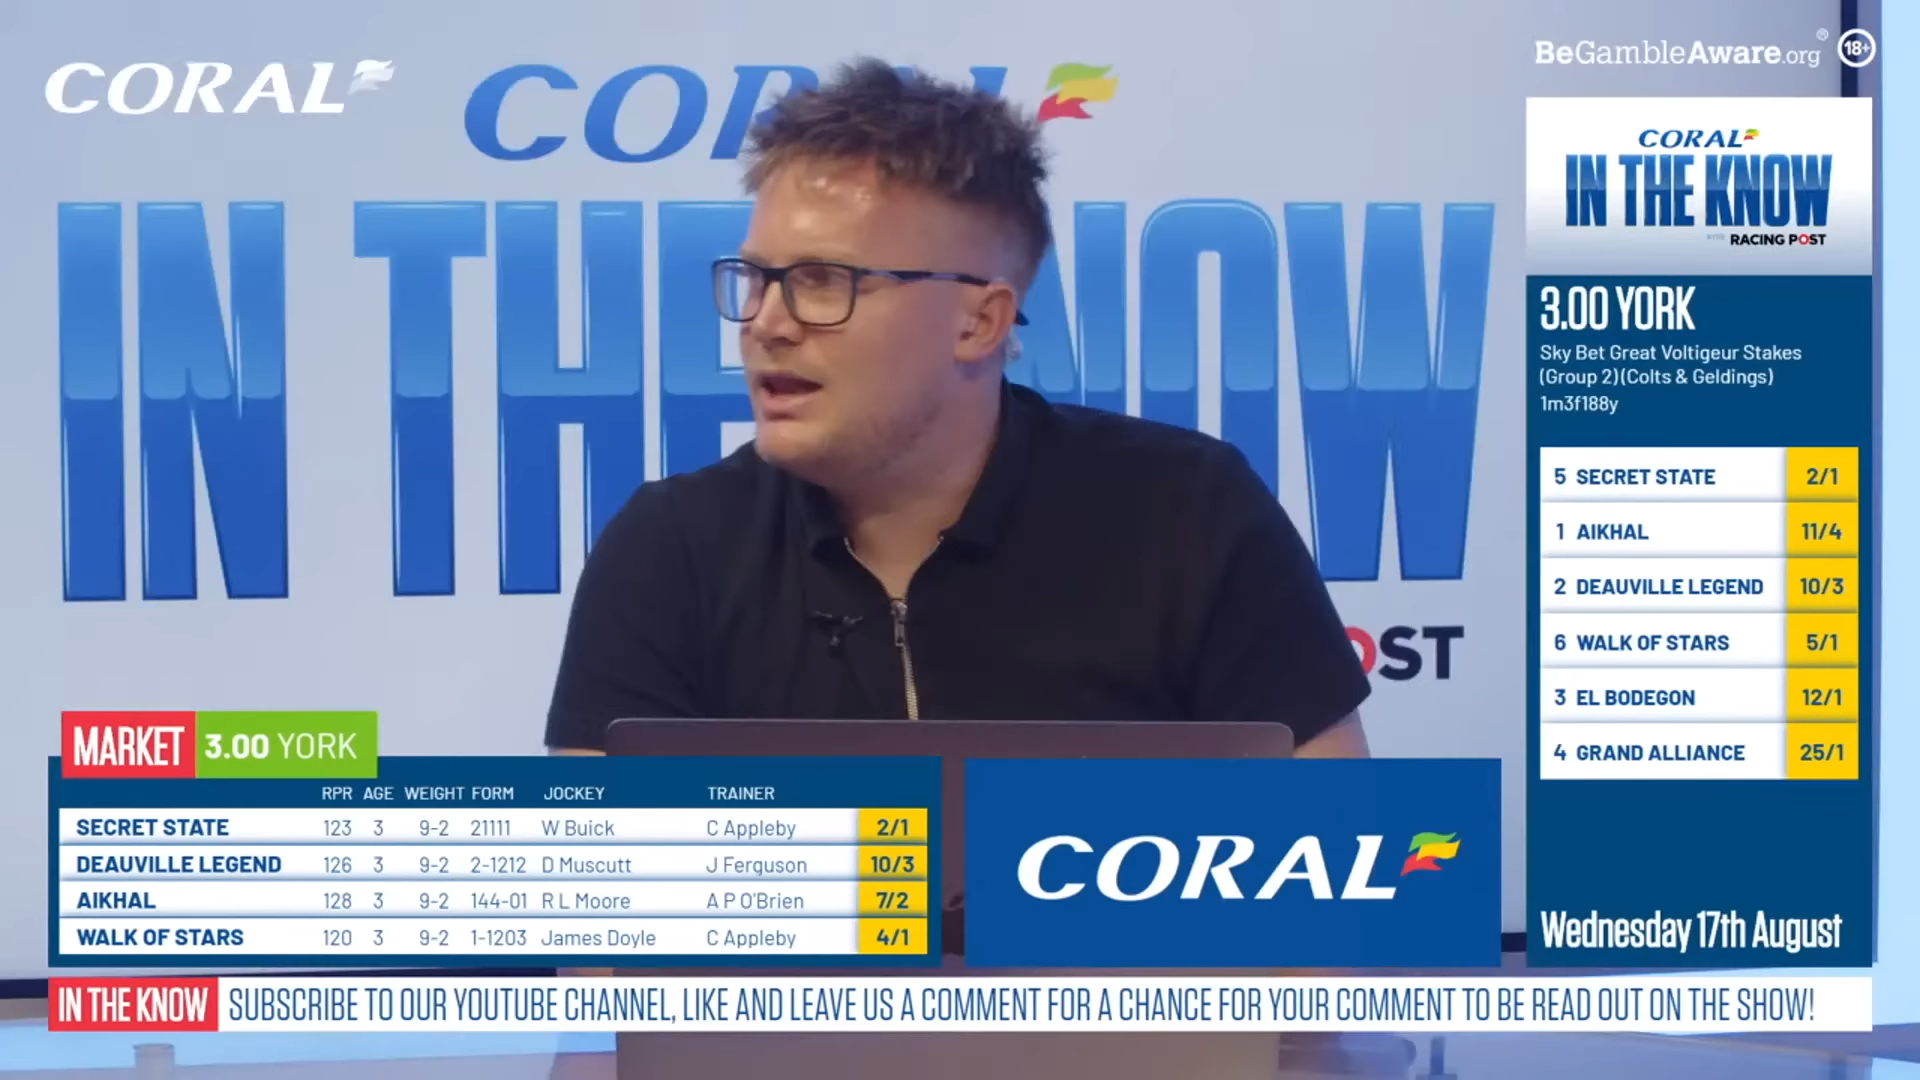 CORAL
BeGambleAware.org®
18+
CORAL
IN THE KNOW
OST
CORAL
IN THE KNOW
WITH RACING POST
3.00 YORK
Sky Bet Great Voltigeur Stakes
(Group 2)(Colts & Geldings)
1m3f188y
5 SECRET STATE 2/1
1 AIKHAL 11/4
2 DEAUVILLE LEGEND 10/3
6 WALK OF STARS 5/1
3 EL BODEGON 12/1
4 GRAND ALLIANCE 25/1
Wednesday 17th August
MARKET 3.00 YORK
RPR AGE WEIGHT FORM JOCKEY TRAINER
SECRET STATE 123 3 9-2 21111 W Buick C Appleby 2/1
DEAUVILLE LEGEND 126 3 9-2 2-1212 D Muscutt J Ferguson 10/3
AIKHAL 128 3 9-2 144-01 R L Moore A P O'Brien 7/2
WALK OF STARS 120 3 9-2 1-1203 James Doyle C Appleby 4/1
CORAL
IN THE KNOW SUBSCRIBE TO OUR YOUTUBE CHANNEL, LIKE AND LEAVE US A COMMENT FOR A CHANCE FOR YOUR COMMENT TO BE READ OUT ON THE SHOW!